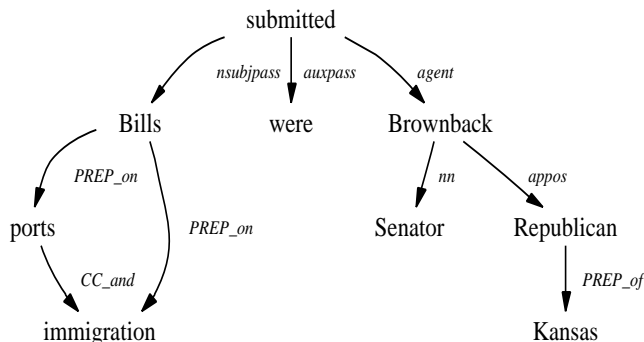 submitted
nsubjpass auxpass agent
Bills were Brownback
PREP_on nn appos
ports PREP_on Senator Republican
CC_and PREP_of
immigration Kansas